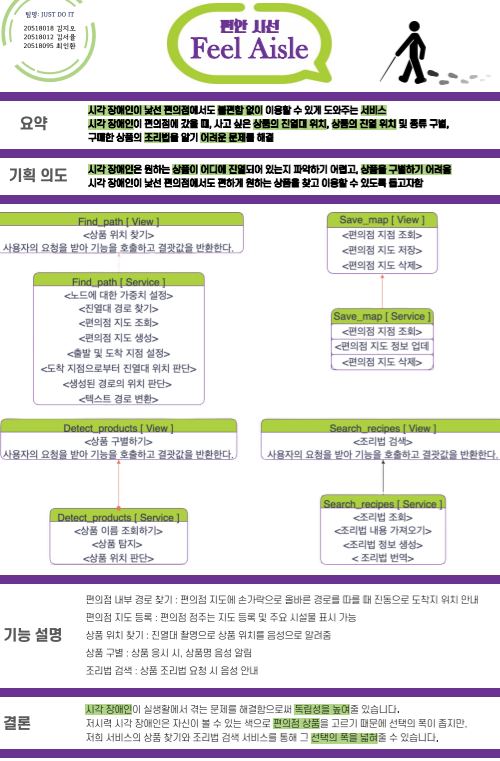 팀명: JUST DO IT
20518018 김지오
20518012 김서율
20518095 최인환
편안 시선
Feel Aisle
요약
시각 장애인이 낯선 편의점에서도 불편함 없이 이용할 수 있게 도와주는 서비스
시각 장애인이 편의점에 갔을 때, 사고 싶은 상품의 진열대 위치, 상품의 진열 위치 및 종류 구별,
구매한 상품의 조리법을 알기 어려운 문제를 해결
기획 의도
시각 장애인은 원하는 상품이 어디에 진열되어 있는지 파악하기 어렵고, 상품을 구별하기 어려움
시각 장애인이 낯선 편의점에서도 편하게 원하는 상품을 찾고 이용할 수 있도록 돕고자함
Find_path [ View ]
<상품 위치 찾기>
사용자의 요청을 받아 기능을 호출하고 결괏값을 반환한다.
Find_path [ Service ]
<노드에 대한 가중치 설정>
<진열대 경로 찾기>
<편의점 지도 조회>
<편의점 지도 생성>
<출발 및 도착 지점 설정>
<도착 지점으로부터 진열대 위치 판단>
<생성된 경로의 위치 판단>
<텍스트 경로 변환>
Save_map [ View ]
<편의점 지점 조회>
<편의점 지도 저장>
<편의점 지도 삭제>
Save_map [ Service ]
<편의점 지점 조회>
<편의점 지도 정보 업데
<편의점 지도 삭제>
Detect_products [ View ]
<상품 구별하기>
사용자의 요청을 받아 기능을 호출하고 결괏값을 반환한다.
Detect_products [ Service ]
<상품 이름 조회하기>
<상품 탐지>
<상품 위치 판단>
Search_recipes [ View ]
<조리법 검색>
사용자의 요청을 받아 기능을 호출하고 결괏값을 반환한다.
Search_recipes [ Service ]
<조리법 조회>
<조리법 내용 가져오기>
<조리법 정보 생성>
< 조리법 번역>
기능 설명
편의점 내부 경로 찾기 : 편의점 지도에 손가락으로 올바른 경로를 따를 때 진동으로 도착지 위치 안내
편의점 지도 등록 : 편의점 점주는 지도 등록 및 주요 시설물 표시 가능
상품 위치 찾기 : 진열대 촬영으로 상품 위치를 음성으로 알려줌
상품 구별 : 상품 응시 시, 상품명 음성 알림
조리법 검색 : 상품 조리법 요청 시 음성 안내
결론
시각 장애인이 실생활에서 겪는 문제를 해결함으로써 독립성을 높여줄 있습니다.
저시력 시각 장애인은 자신이 볼 수 있는 색으로 편의점 상품을 고르기 때문에 선택의 폭이 좁지만,
저희 서비스의 상품 찾기와 조리법 검색 서비스를 통해 그 선택의 폭을 넓혀줄 수 있습니다.